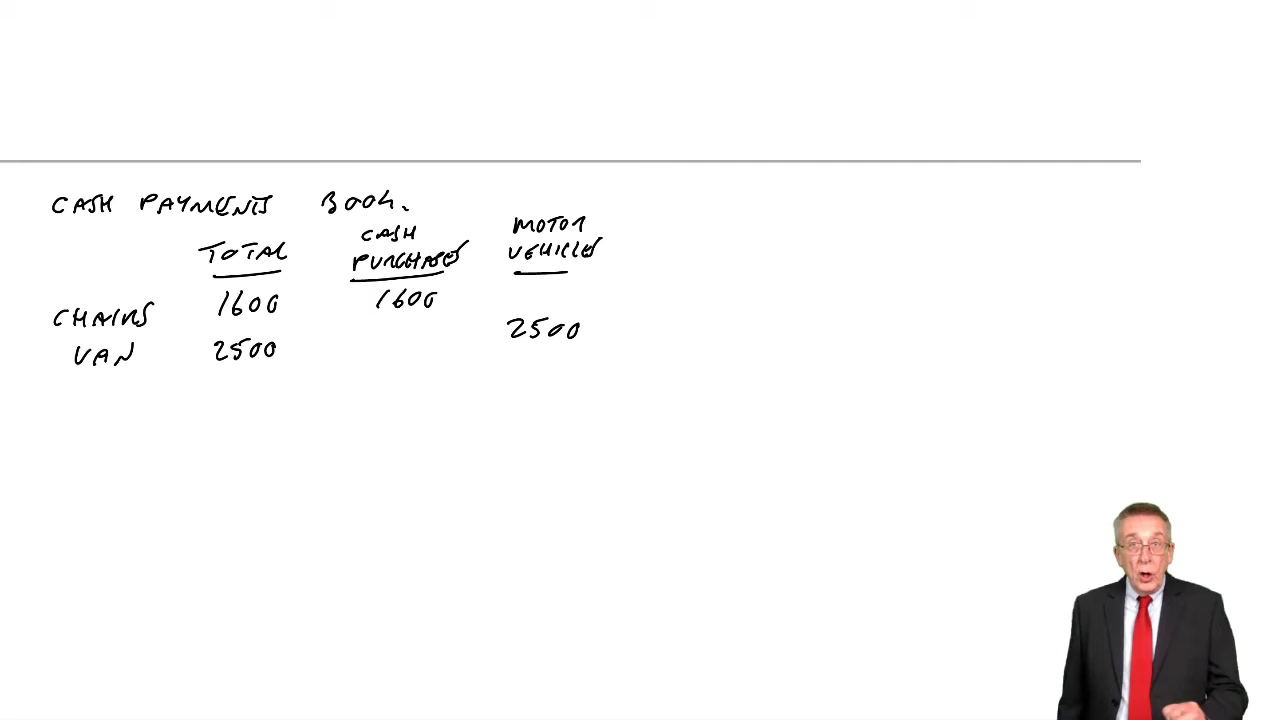 CASH PAYMENTS BOOK.
TOTAL CASH PURCHASES MOTOR VEHICLES
CHAIRS 1600 1600
VAN 2500 2500